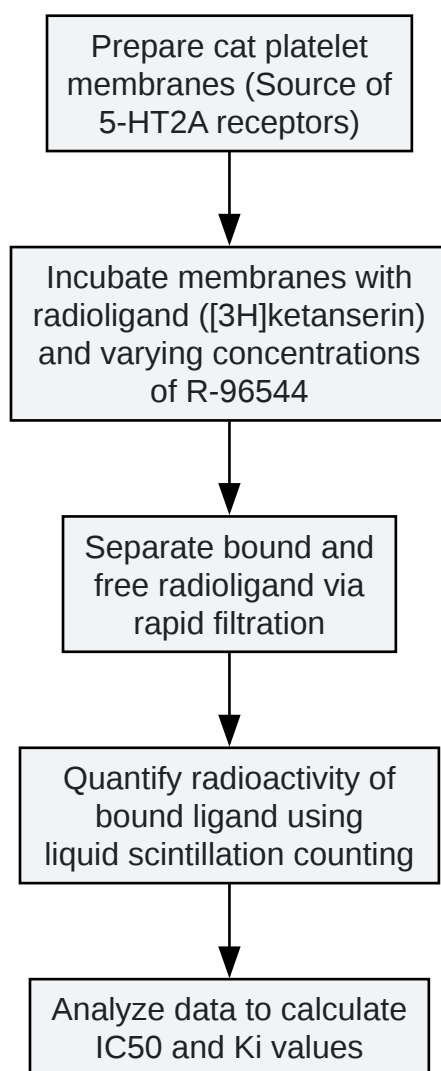 Prepare cat platelet
membranes (Source of
5-HT2A receptors)
Incubate membranes with
radioligand ([3H]ketanserin)
and varying concentrations
of R-96544
Separate bound and
free radioligand via
rapid filtration
Quantify radioactivity of
bound ligand using
liquid scintillation counting
Analyze data to calculate
IC50 and Ki values